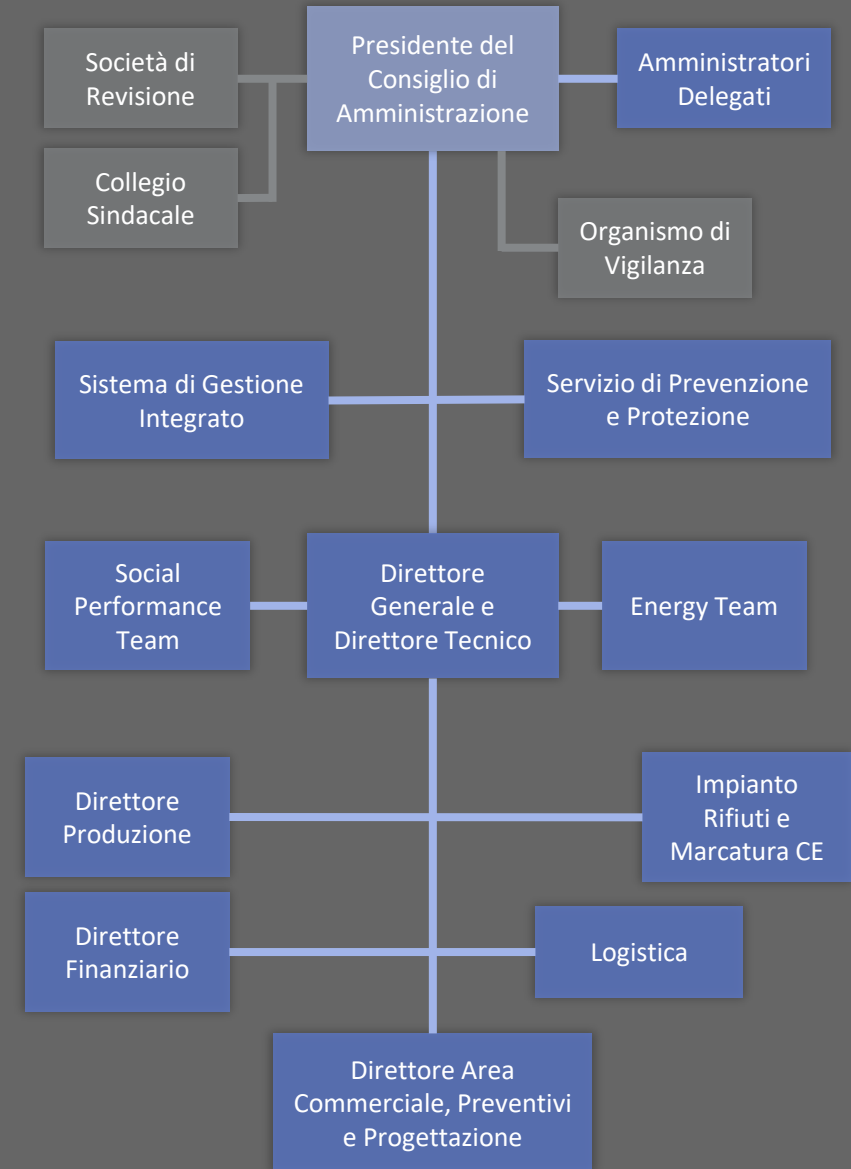 Società di
Revisione
Presidente del
Consiglio di
Amministrazione
Amministratori
Delegati
Collegio
Sindacale
Organismo di
Vigilanza
Sistema di Gestione
Integrato
Servizio di Prevenzione
e Protezione
Social
Performance
Team
Direttore
Generale e
Direttore Tecnico
Energy Team
Direttore
Produzione
Impianto
Rifiuti e
Marcatura CE
Direttore
Finanziario
Logistica
Direttore Area
Commerciale, Preventivi
e Progettazione